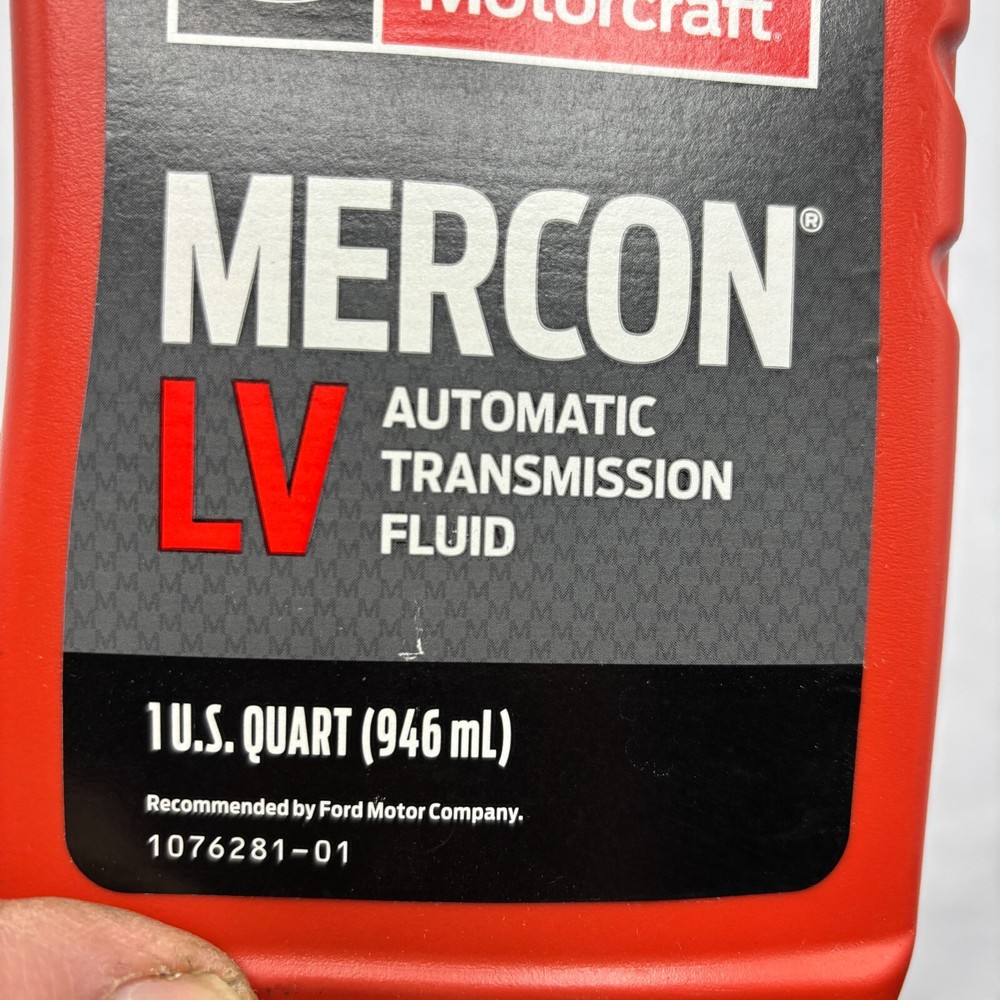 Motorcraft®
MERCON®
LV
AUTOMATIC
TRANSMISSION
FLUID
1 U.S. QUART (946 mL)
Recommended by Ford Motor Company.
1076281-01